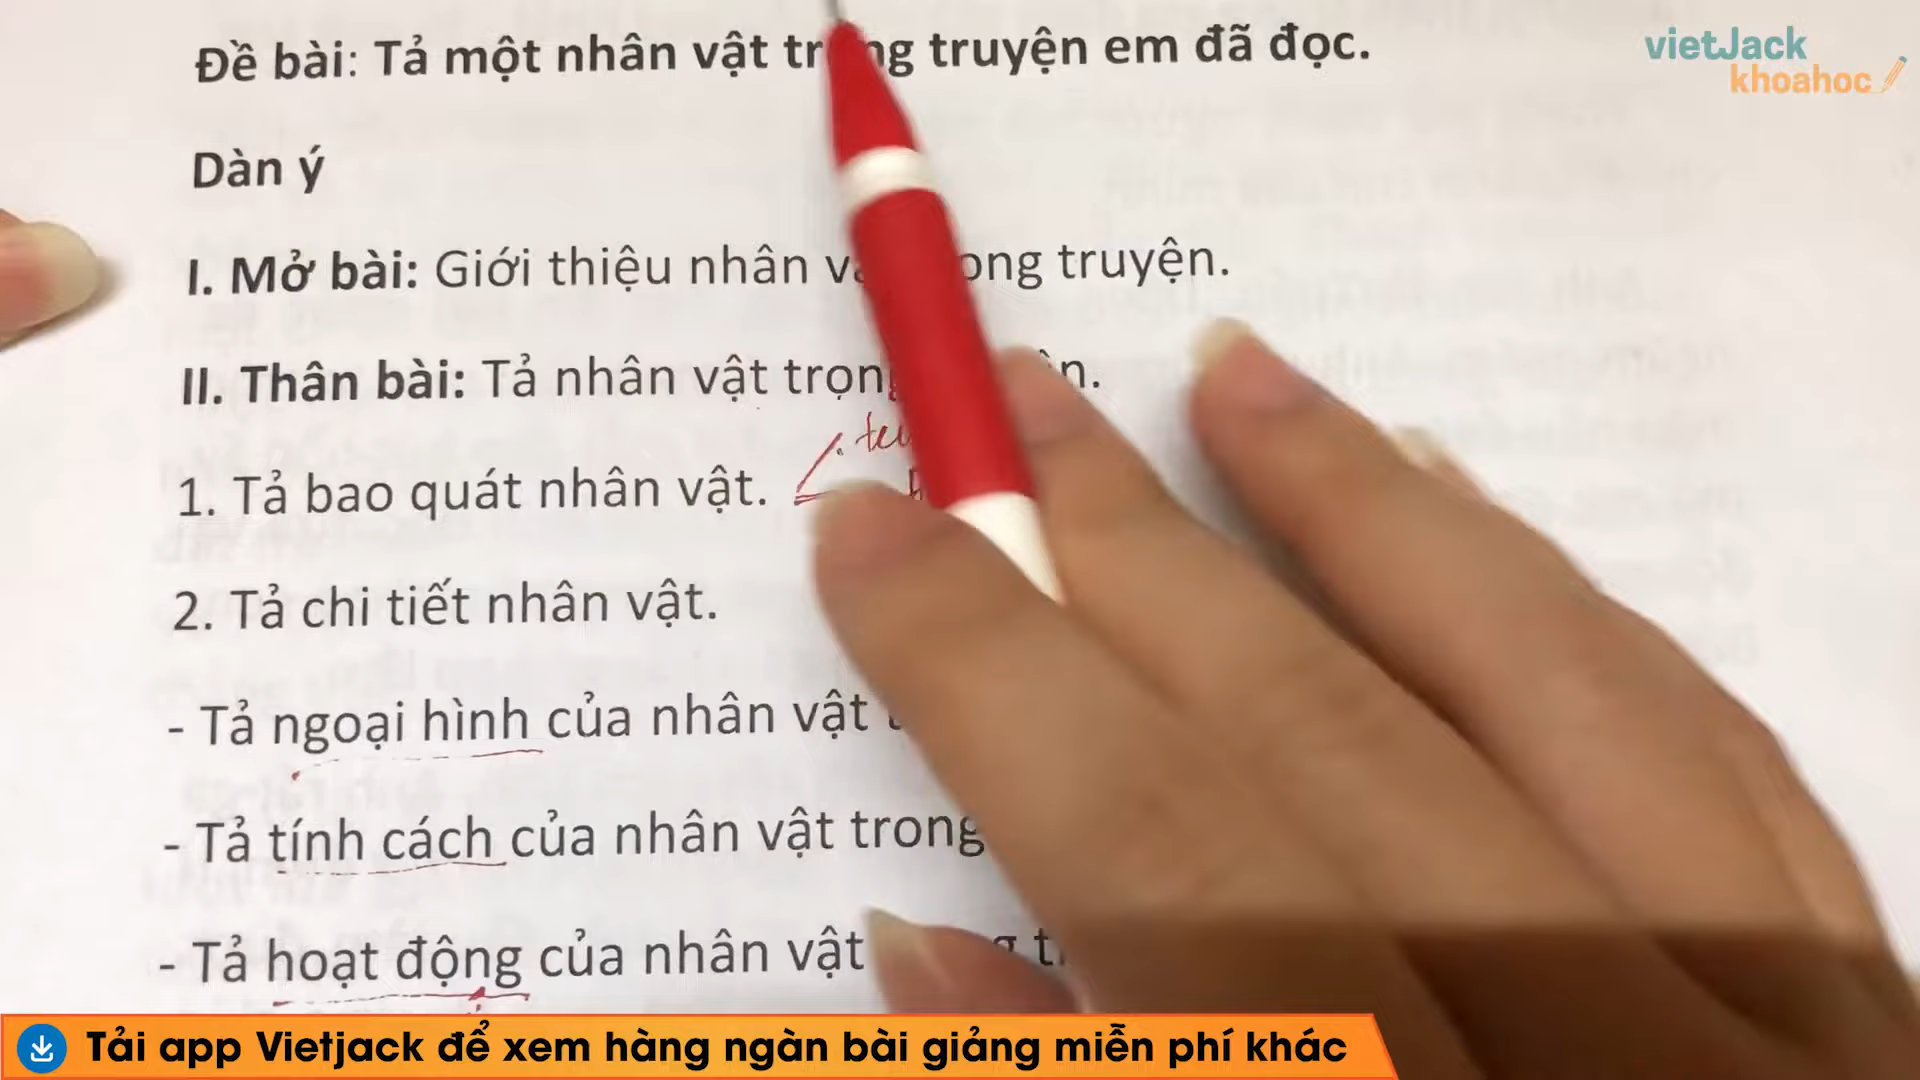 Đề bài: Tả một nhân vật trong truyện em đã đọc.
vietJack
khoahoc
Dàn ý
I. Mở bài: Giới thiệu nhân truyện.
II. Thân bài: Tả nhân vật
1. Tả bao quát nhân vật.
2. Tả chi tiết nhân vật.
- Tả ngoại hình của nhân vật
- Tả tính cách của nhân vật trong
- Tả hoạt động của nhân vật
Tải app Vietjack để xem hàng ngàn bài giảng miễn phí khác